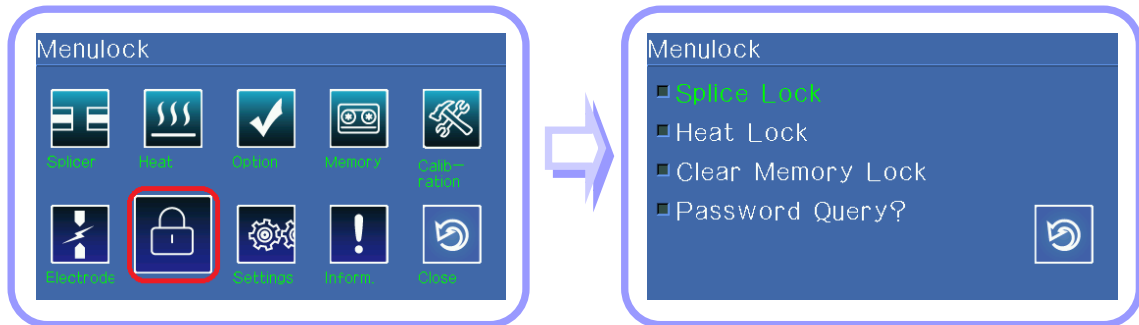 Menulock
Splicer Heat Option Memory Calib-
ration
Electrode Settings Inform. Close
Menulock
Splice Lock
Heat Lock
Clear Memory Lock
Password Query?